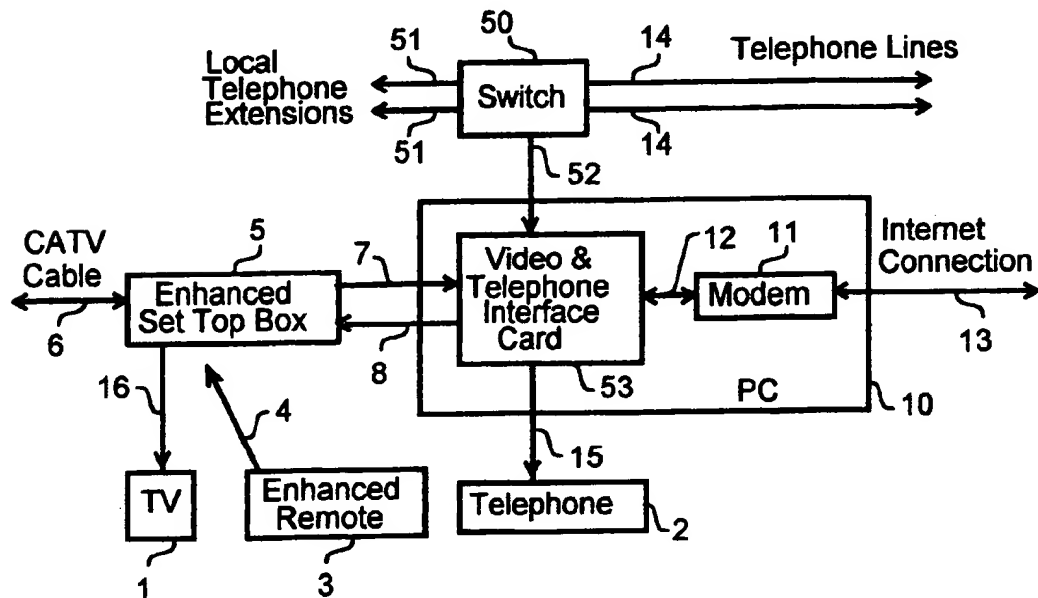 50
51
14
Telephone Lines
Local
Telephone
Extensions
Switch
51
14
52
CATV
Cable
5
7
12
11
Internet
Connection
Enhanced
Set Top Box
Video &
Telephone
Interface
Card
Modem
6
8
13
16
4
53
PC
10
15
TV
Enhanced
Remote
Telephone
1
3
2